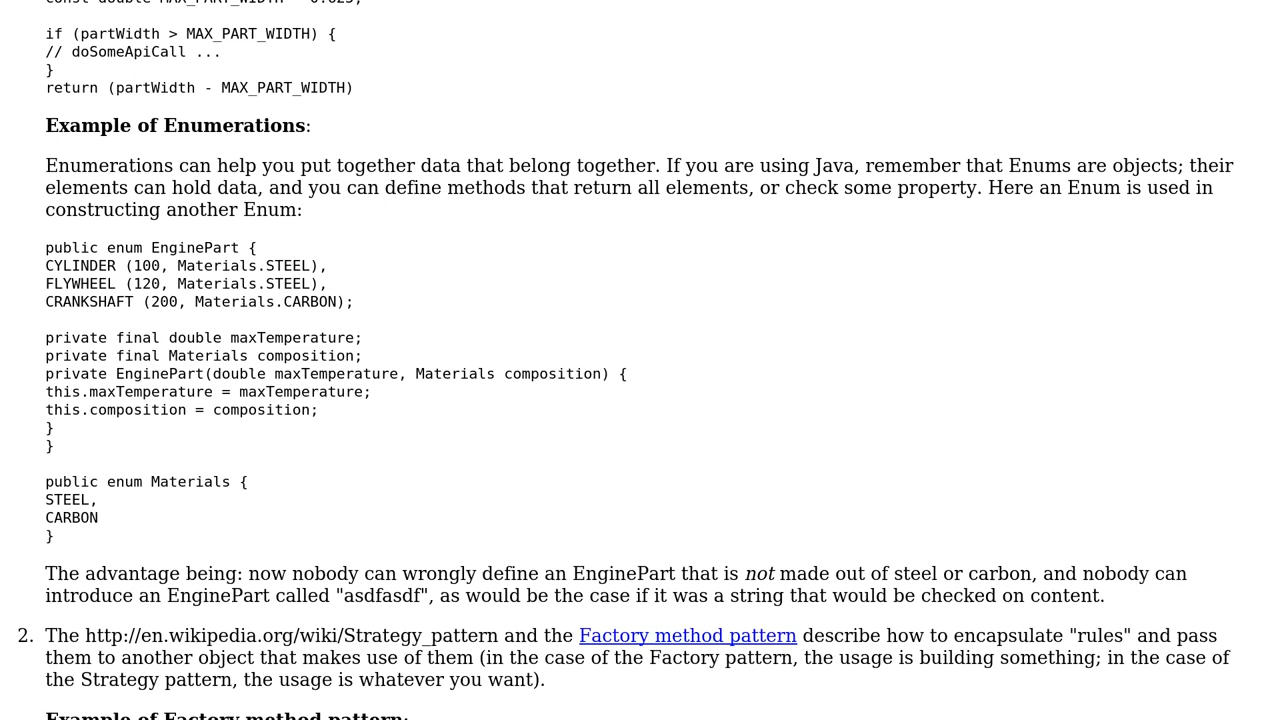 const double MAX_PART_WIDTH = 0.625;
if (partWidth > MAX_PART_WIDTH) {
// doSomeApiCall ...
}
return (partWidth - MAX_PART_WIDTH)
Example of Enumerations:
Enumerations can help you put together data that belong together. If you are using Java, remember that Enums are objects; their
elements can hold data, and you can define methods that return all elements, or check some property. Here an Enum is used in
constructing another Enum:
public enum EnginePart {
CYLINDER (100, Materials.STEEL),
FLYWHEEL (120, Materials.STEEL),
CRANKSHAFT (200, Materials.CARBON);
private final double maxTemperature;
private final Materials composition;
private EnginePart(double maxTemperature, Materials composition) {
this.maxTemperature = maxTemperature;
this.composition = composition;
}
}
public enum Materials {
STEEL,
CARBON
}
The advantage being: now nobody can wrongly define an EnginePart that is not made out of steel or carbon, and nobody can
introduce an EnginePart called "asdfasdf", as would be the case if it was a string that would be checked on content.
2. The http://en.wikipedia.org/wiki/Strategy_pattern and the Factory method pattern describe how to encapsulate "rules" and pass
them to another object that makes use of them (in the case of the Factory pattern, the usage is building something; in the case of
the Strategy pattern, the usage is whatever you want).
Example of Factory method pattern: